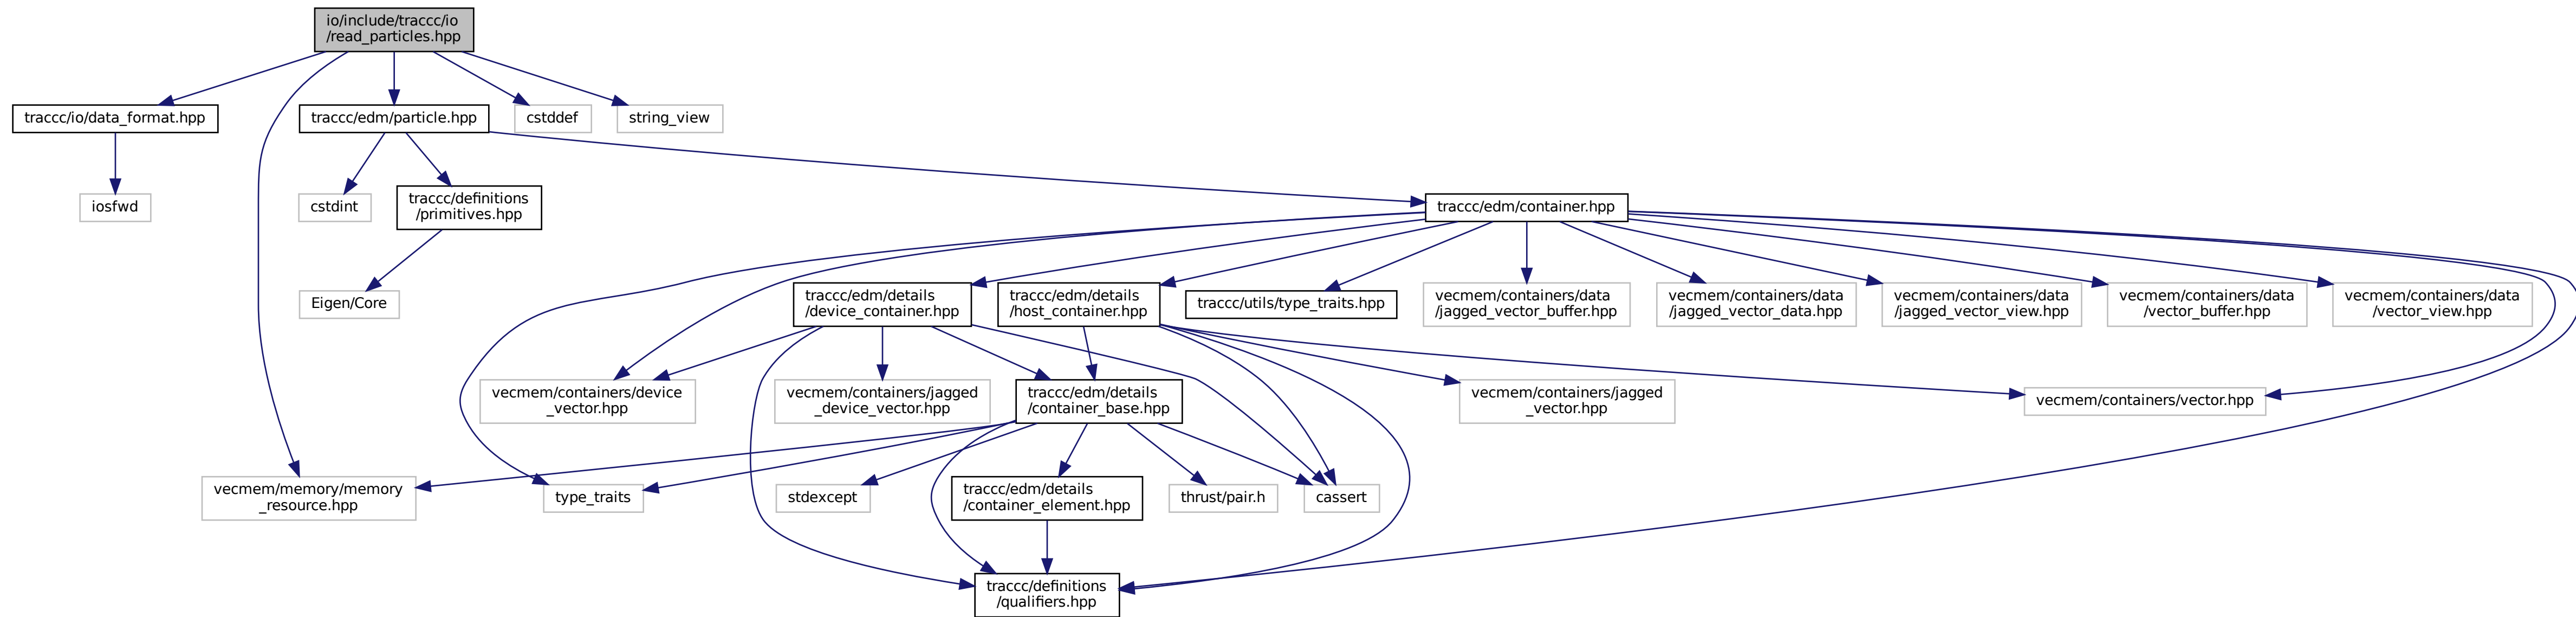 io/include/traccc/io
/read_particles.hpp
traccc/io/data_format.hpp
traccc/edm/particle.hpp
cstddef
string_view
iosfwd
cstdint
traccc/definitions
/primitives.hpp
traccc/edm/container.hpp
Eigen/Core
traccc/edm/details
/device_container.hpp
traccc/edm/details
/host_container.hpp
traccc/utils/type_traits.hpp
vecmem/containers/data
/jagged_vector_buffer.hpp
vecmem/containers/data
/jagged_vector_data.hpp
vecmem/containers/data
/jagged_vector_view.hpp
vecmem/containers/data
/vector_buffer.hpp
vecmem/containers/data
/vector_view.hpp
vecmem/containers/device
_vector.hpp
vecmem/containers/jagged
_device_vector.hpp
traccc/edm/details
/container_base.hpp
vecmem/containers/jagged
_vector.hpp
vecmem/containers/vector.hpp
vecmem/memory/memory
_resource.hpp
type_traits
stdexcept
traccc/edm/details
/container_element.hpp
thrust/pair.h
cassert
traccc/definitions
/qualifiers.hpp